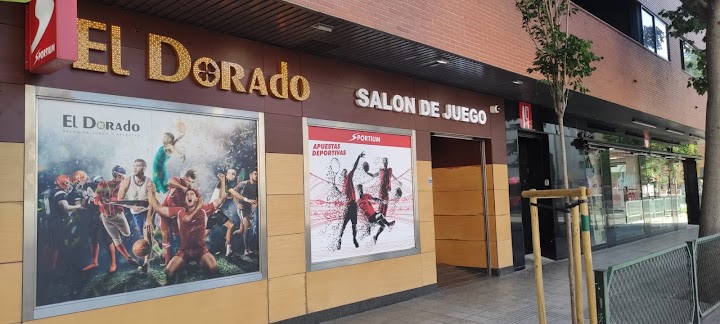 SPORTIUM
EL DORADO
SALON DE JUEGO
EL DORADO
SPORTIUM
APUESTAS
DEPORTIVAS